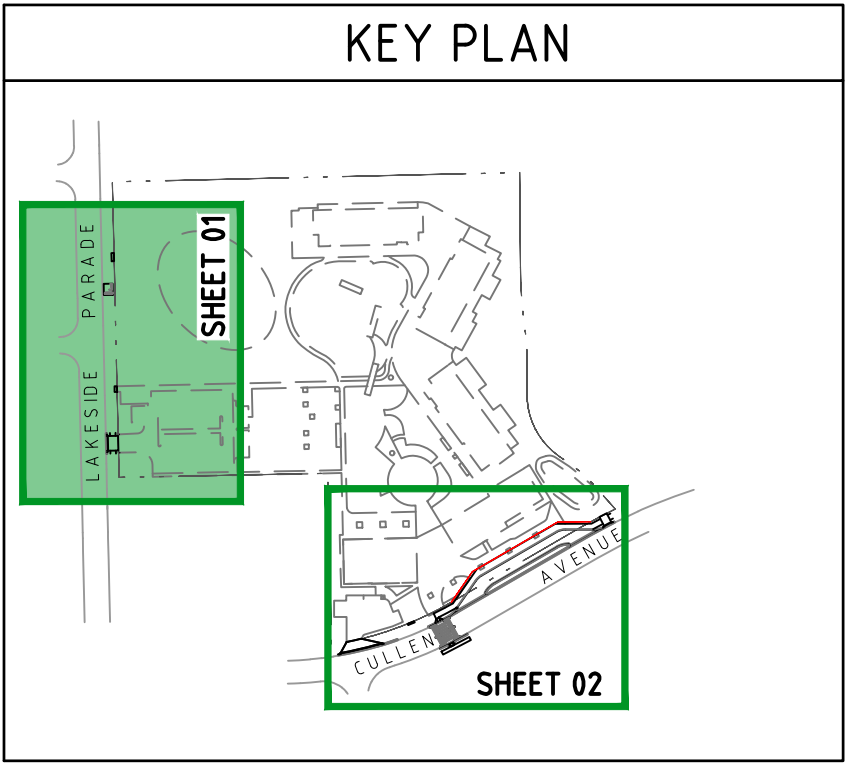 KEY PLAN
SHEET 01
LAKESIDE PARADE
CULLEN AVENUE
SHEET 02